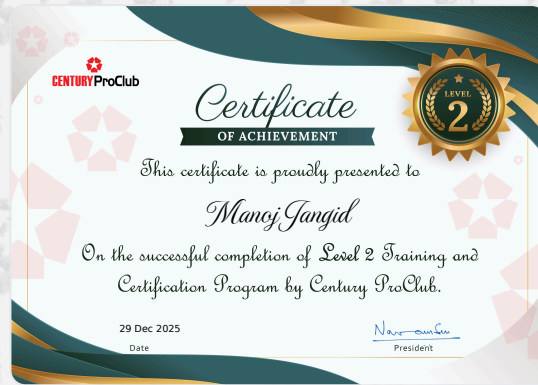 CENTURY ProClub
Certificate
OF ACHIEVEMENT
LEVEL
2
This certificate is proudly presented to
Manoj Jangid
On the successful completion of Level 2 Training and
Certification Program by Century ProClub.
29 Dec 2025
Date
President